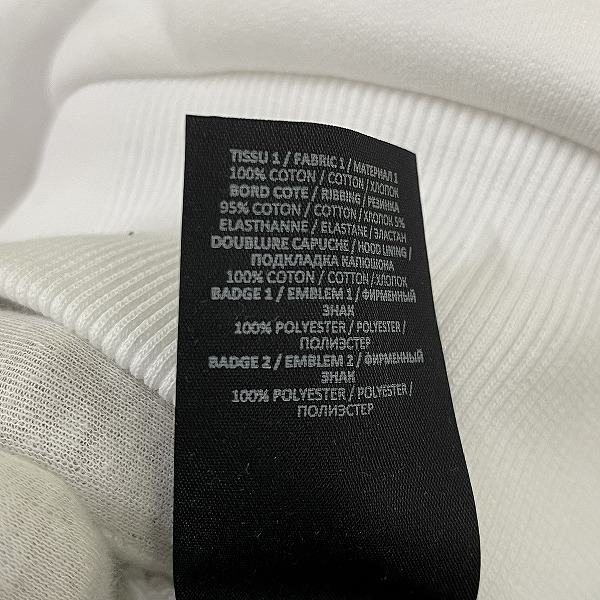 TISSU 1 / FABRIC 1 / МАТЕРИАЛ 1
100% COTON / COTTON / ХЛОПОК
BORD COTE / RIBBING / РЕЗИНКА
95% COTON / COTTON / ХЛОПОК 5%
ELASTHANNE / ELASTANE / ЭЛАСТАН
DOUBLURE CAPUCHE / HOOD LINING /
ПОДКЛАДКА КАПЮШОНА
100% COTON / COTTON / ХЛОПОК
BADGE 1 / EMBLEM 1 / ФИРМЕННЫЙ
ЗНАК
100% POLYESTER / POLYESTER /
ПОЛИЭСТЕР
BADGE 2 / EMBLEM 2 / ФИРМЕННЫЙ
ЗНАК
100% POLYESTER / POLYESTER /
ПОЛИЭСТЕР